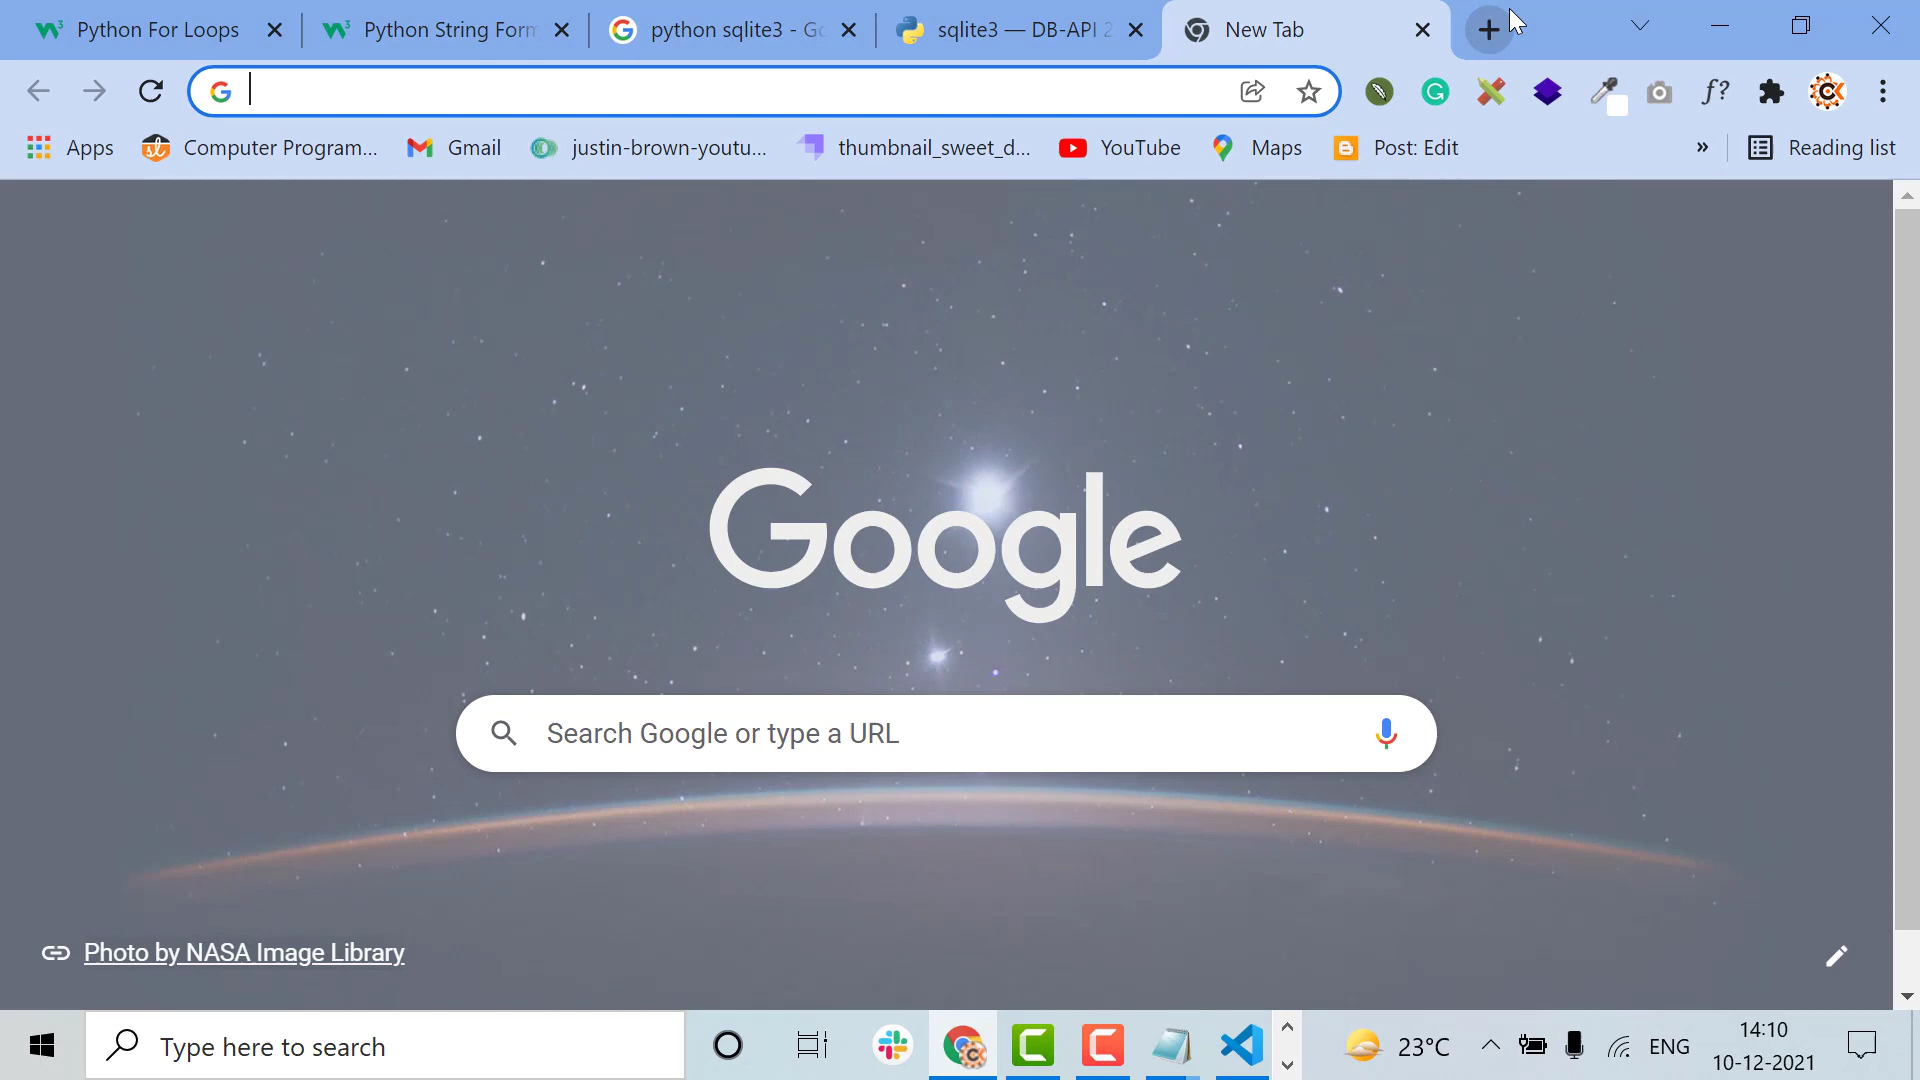 Python For Loops
Python String Form
python sqlite3 - Go
sqlite3 — DB-API 2
New Tab
Apps
Computer Program...
Gmail
justin-brown-youtu...
thumbnail_sweet_d...
YouTube
Maps
Post: Edit
»
Reading list
Google
Search Google or type a URL
Photo by NASA Image Library
Type here to search
23°C
ENG
14:10
10-12-2021